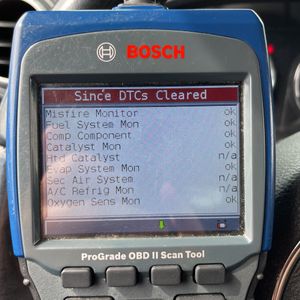 BOSCH
Since DTCs Cleared
Misfire Monitor ok
Fuel System Mon ok
Comp Component ok
Catalyst Mon ok
Htd Catalyst n/a
Evap System Mon ok
Sec Air System n/a
A/C Refrig Mon n/a
Oxygen Sens Mon ok
ProGrade OBD II Scan Tool